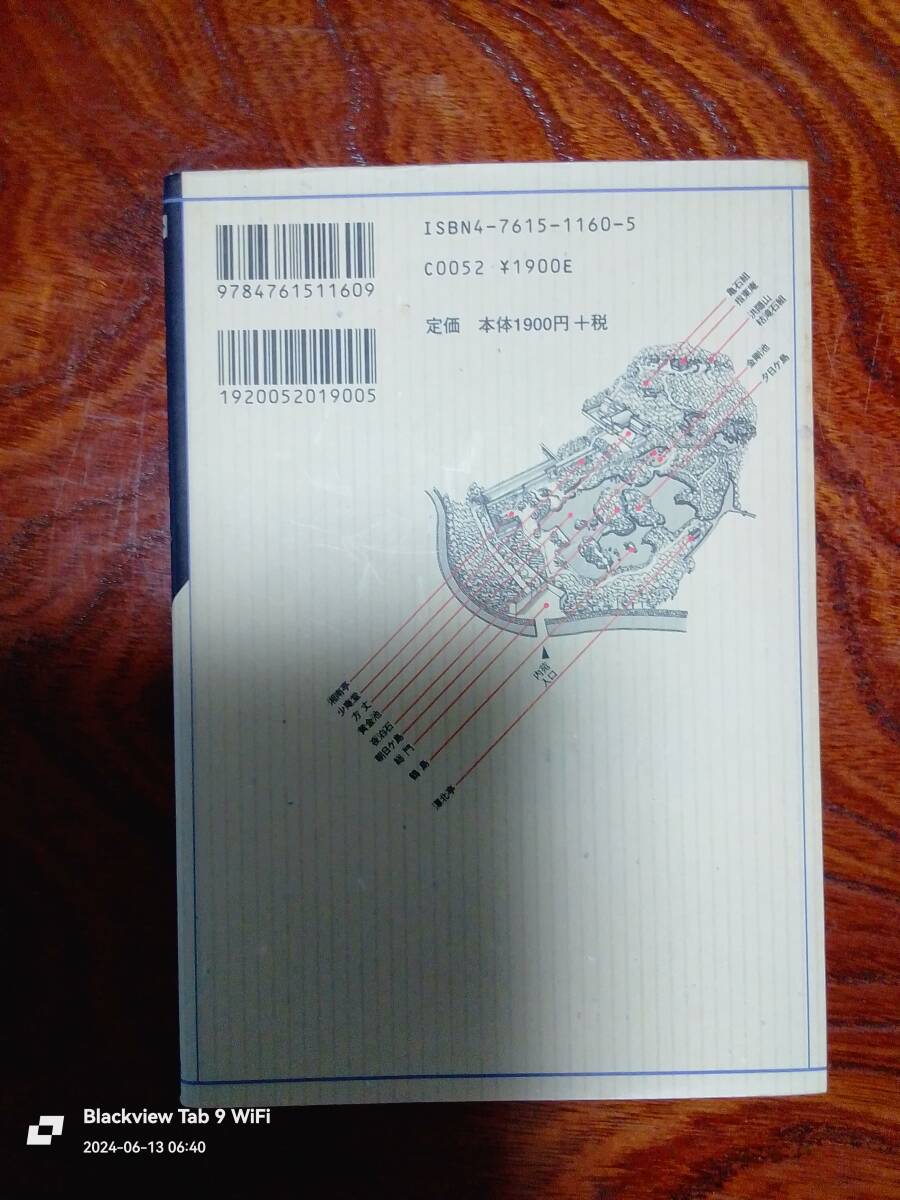 ISBN4-7615-1160-5
9784761511609
C0052 ¥1900E
定価 本体1900円+税
1920052019005
亀石組
指東庵
洪隠山
枯滝石組
金剛池
夕日ケ島
湘南亭
少庵堂
方丈
黄金池
夜泊石
朝日ケ島
総門
鶴島
潭北亭
内苑
入口
Blackview Tab 9 WiFi
2024-06-13 06:40